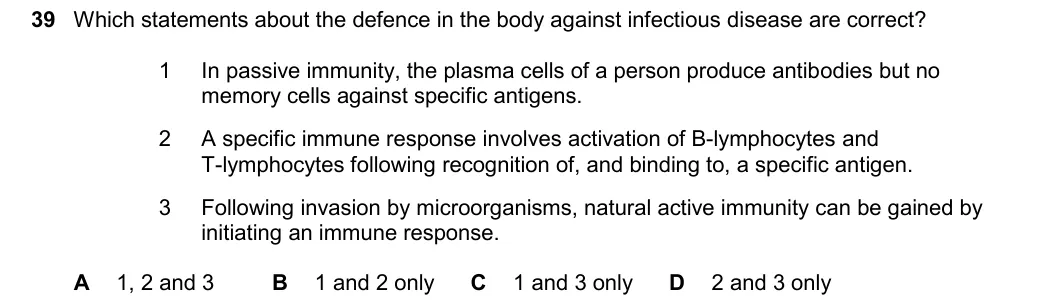 39 Which statements about the defence in the body against infectious disease are correct?
1 In passive immunity, the plasma cells of a person produce antibodies but no
memory cells against specific antigens.
2 A specific immune response involves activation of B-lymphocytes and
T-lymphocytes following recognition of, and binding to, a specific antigen.
3 Following invasion by microorganisms, natural active immunity can be gained by
initiating an immune response.
A 1, 2 and 3 B 1 and 2 only C 1 and 3 only D 2 and 3 only